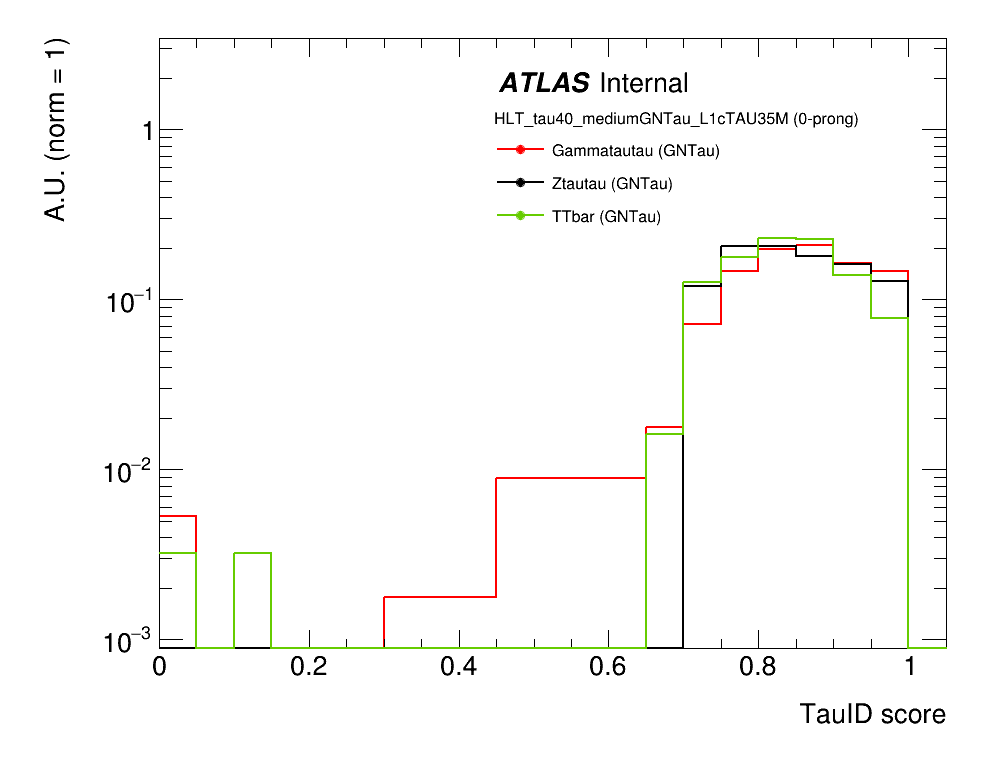 A.U. (norm = 1)
ATLAS Internal
HLT_tau40_mediumGNTau_L1cTAU35M (0-prong)
Gammatautau (GNTau)
Ztautau (GNTau)
TTbar (GNTau)
1
10⁻¹
10⁻²
10⁻³
0 0.2 0.4 0.6 0.8 1
TauID score